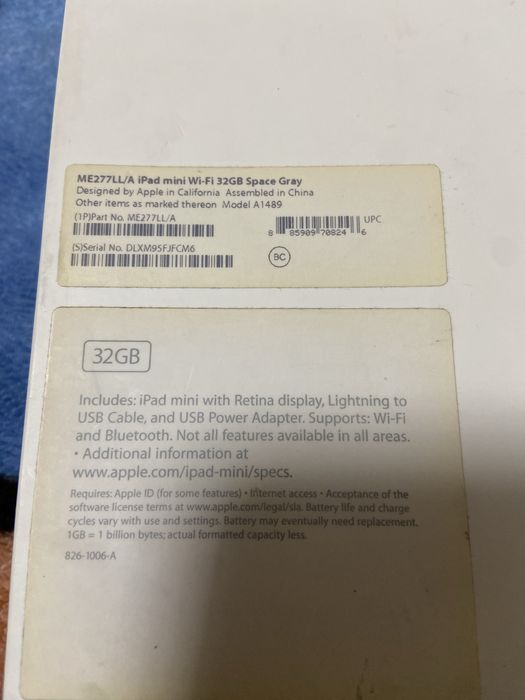 ME277LL/A iPad mini Wi-Fi 32GB Space Gray
Designed by Apple in California Assembled in China
Other items as marked thereon Model A1489
(1P)Part No. ME277LL/A
UPC
8 85909 70824 6
(S)Serial No. DLXM95FJFCM6
BC
32GB
Includes: iPad mini with Retina display, Lightning to
USB Cable, and USB Power Adapter. Supports: Wi-Fi
and Bluetooth. Not all features available in all areas.
• Additional information at
www.apple.com/ipad-mini/specs.
Requires: Apple ID (for some features) • Internet access • Acceptance of the
software license terms at www.apple.com/legal/sla. Battery life and charge
cycles vary with use and settings. Battery may eventually need replacement.
1GB = 1 billion bytes; actual formatted capacity less.
826-1006-A